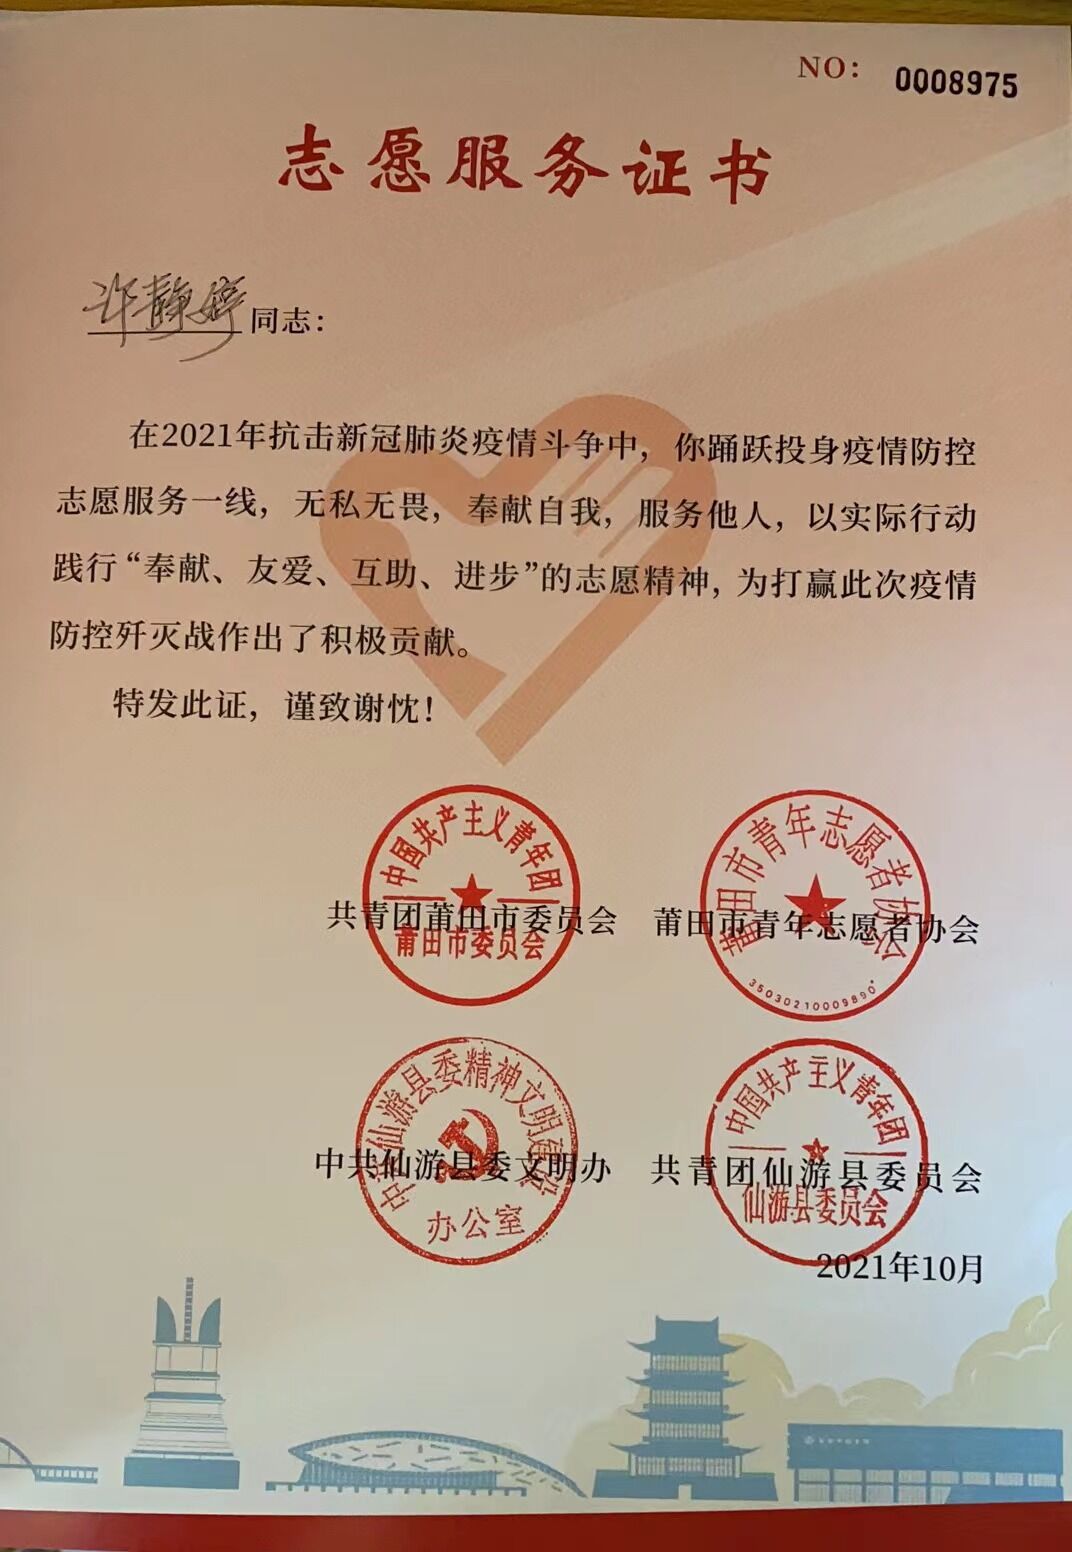 NO： 0008975
志愿服务证书
许静婷同志：
在2021年抗击新冠肺炎疫情斗争中，你踊跃投身疫情防控
志愿服务一线，无私无畏，奉献自我，服务他人，以实际行动
践行“奉献、友爱、互助、进步”的志愿精神，为打赢此次疫情
防控歼灭战作出了积极贡献。
特发此证，谨致谢忱！
中国共产主义青年团
莆田市委员会
共青团莆田市委员会
莆田市青年志愿者协会
35030210009890
莆田市青年志愿者协会
中共仙游县委精神文明建设
办公室
中共仙游县委文明办
中国共产主义青年团
仙游县委员会
共青团仙游县委员会
2021年10月